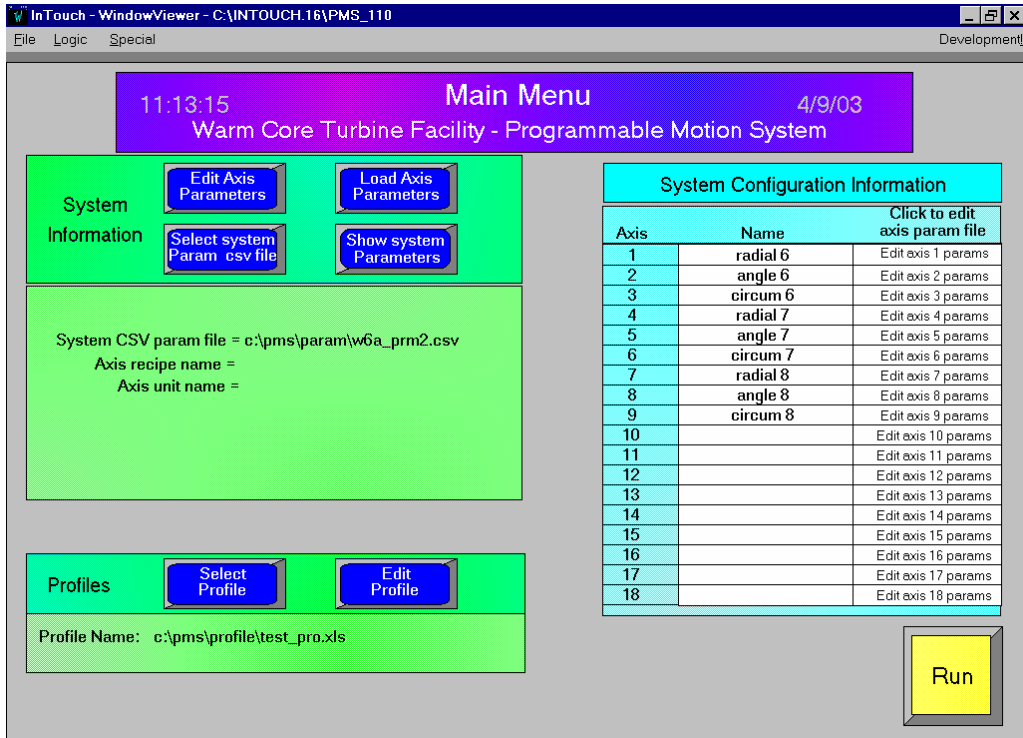 InTouch - WindowViewer - C:\INTOUCH.16\PMS_110
File Logic Special Development!
11:13:15 Main Menu 4/9/03
Warm Core Turbine Facility - Programmable Motion System
System
Information
Edit Axis
Parameters
Load Axis
Parameters
Select system
Param csv file
Show system
Parameters
System CSV param file = c:\pms\param\w6a_prm2.csv
Axis recipe name =
Axis unit name =
Profiles
Select
Profile
Edit
Profile
Profile Name: c:\pms\profile\test_pro.xls
System Configuration Information
Axis Name Click to edit
axis param file
1 radial 6 Edit axis 1 params
2 angle 6 Edit axis 2 params
3 circum 6 Edit axis 3 params
4 radial 7 Edit axis 4 params
5 angle 7 Edit axis 5 params
6 circum 7 Edit axis 6 params
7 radial 8 Edit axis 7 params
8 angle 8 Edit axis 8 params
9 circum 8 Edit axis 9 params
10 Edit axis 10 params
11 Edit axis 11 params
12 Edit axis 12 params
13 Edit axis 13 params
14 Edit axis 14 params
15 Edit axis 15 params
16 Edit axis 16 params
17 Edit axis 17 params
18 Edit axis 18 params
Run